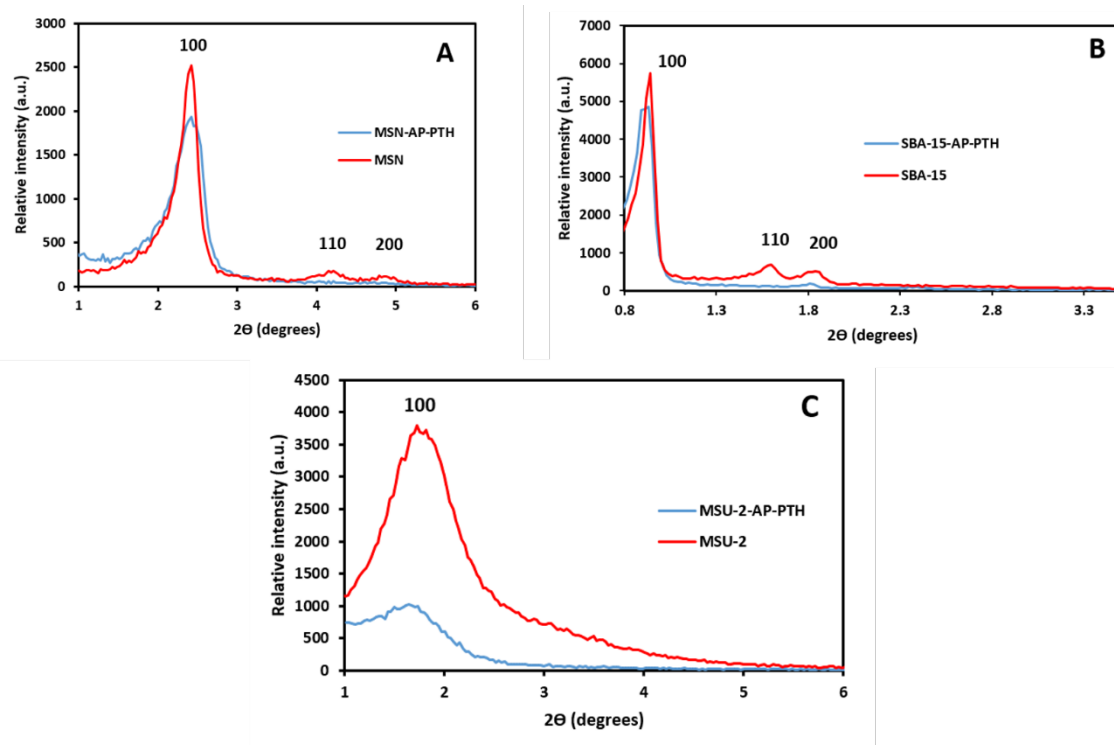 A
3000
2500
2000
1500
1000
500
0
1 2 3 4 5 6
Relative intensity (a.u.)
2ϴ (degrees)
100
110
200
MSN-AP-PTH
MSN
B
7000
6000
5000
4000
3000
2000
1000
0
0.8 1.3 1.8 2.3 2.8 3.3
Relative intensity (a.u.)
2ϴ (degrees)
100
110
200
SBA-15-AP-PTH
SBA-15
C
4500
4000
3500
3000
2500
2000
1500
1000
500
0
1 2 3 4 5 6
Relative intensity (a.u.)
2ϴ (degrees)
100
MSU-2-AP-PTH
MSU-2